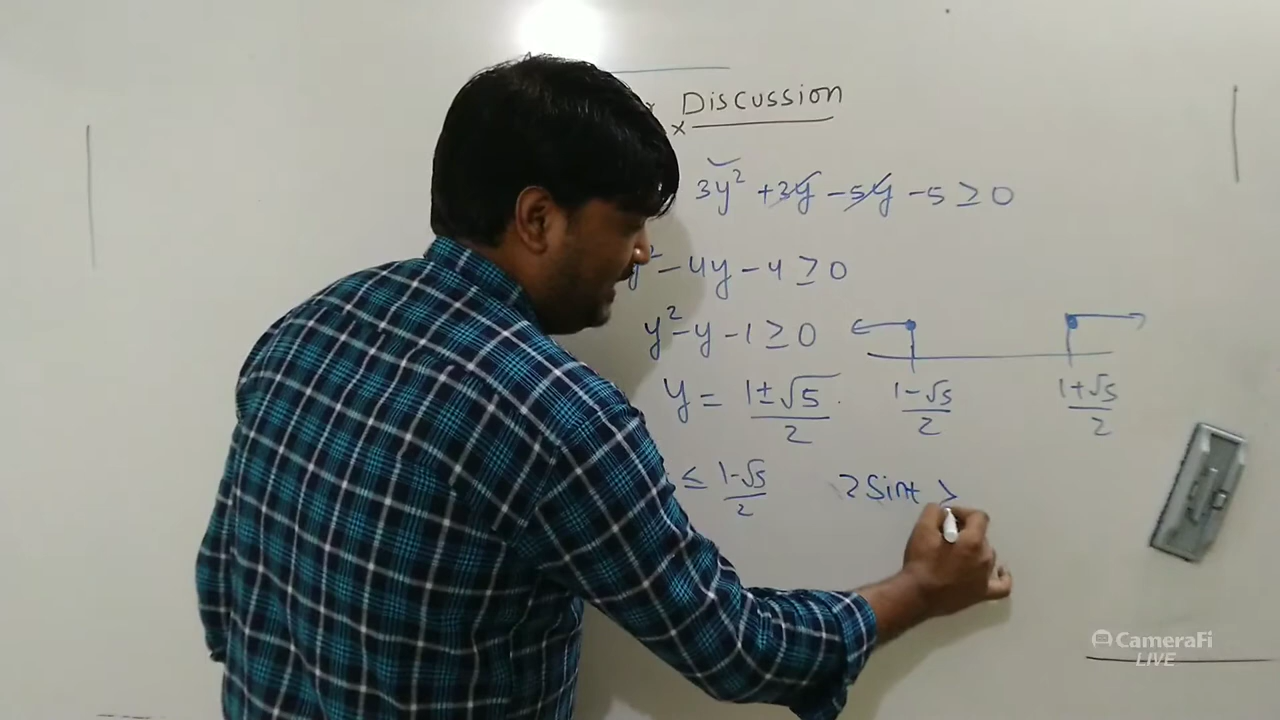 Discussion
3y² + 3y - 5y - 5 ≥ 0
y² - 4y - 4 ≥ 0
y² - y - 1 ≥ 0
y = 1±√5 / 2
1-√5 / 2
1+√5 / 2
≤ 1-√5 / 2
2 Sint >
CameraFi
LIVE